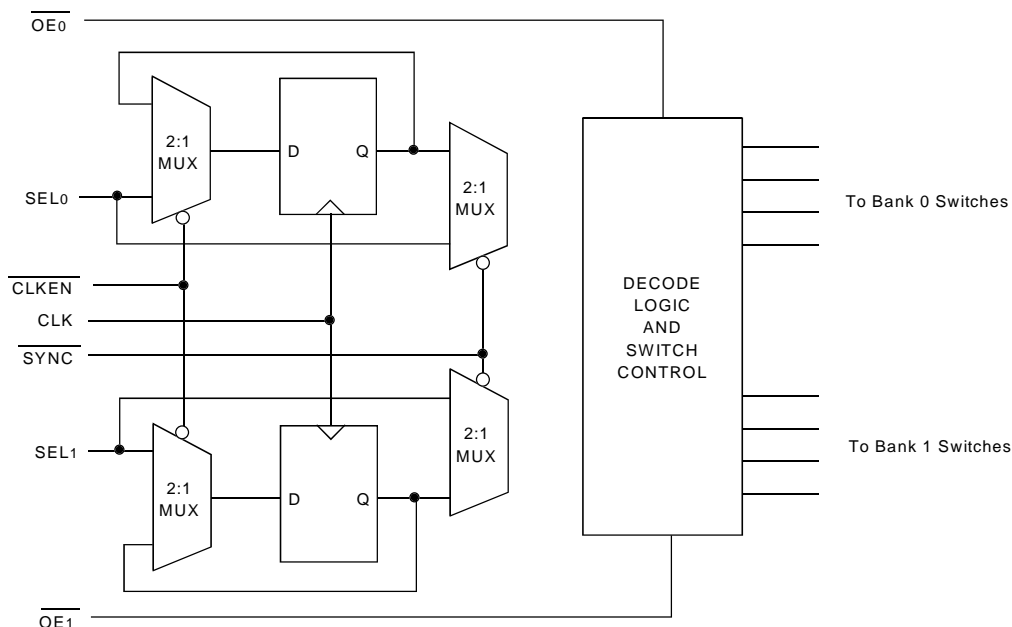 OE0
2:1
MUX
D
Q
2:1
MUX
SEL0
CLKEN
CLK
SYNC
DECODE
LOGIC
AND
SWITCH
CONTROL
To Bank 0 Switches
SEL1
2:1
MUX
D
Q
2:1
MUX
To Bank 1 Switches
OE1